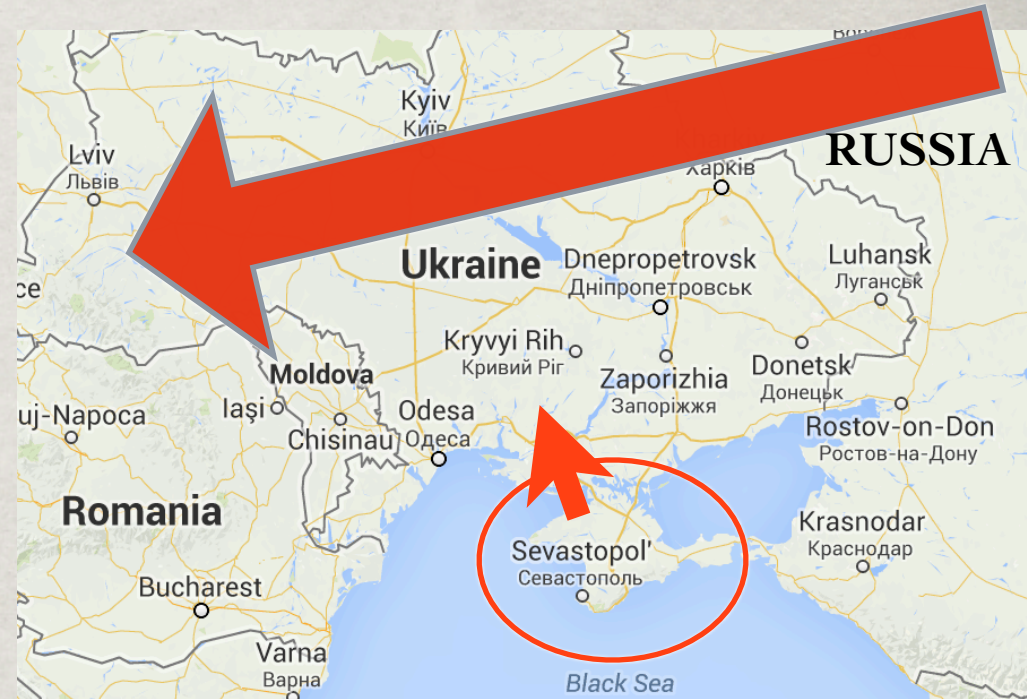 Kyiv
Київ
RUSSIA
Lviv
Львів
Харків
Ukraine
Dnepropetrovsk
Дніпропетровськ
Luhansk
Луганськ
ce
Kryvyi Rih
Кривий Ріг
Zaporizhia
Запоріжжя
Donetsk
Донецьк
Moldova
uj-Napoca
Iaşi
Chisinau
Odesa
Одеса
Rostov-on-Don
Ростов-на-Дону
Romania
Sevastopol'
Севастополь
Krasnodar
Краснодар
Bucharest
Varna
Варна
Black Sea